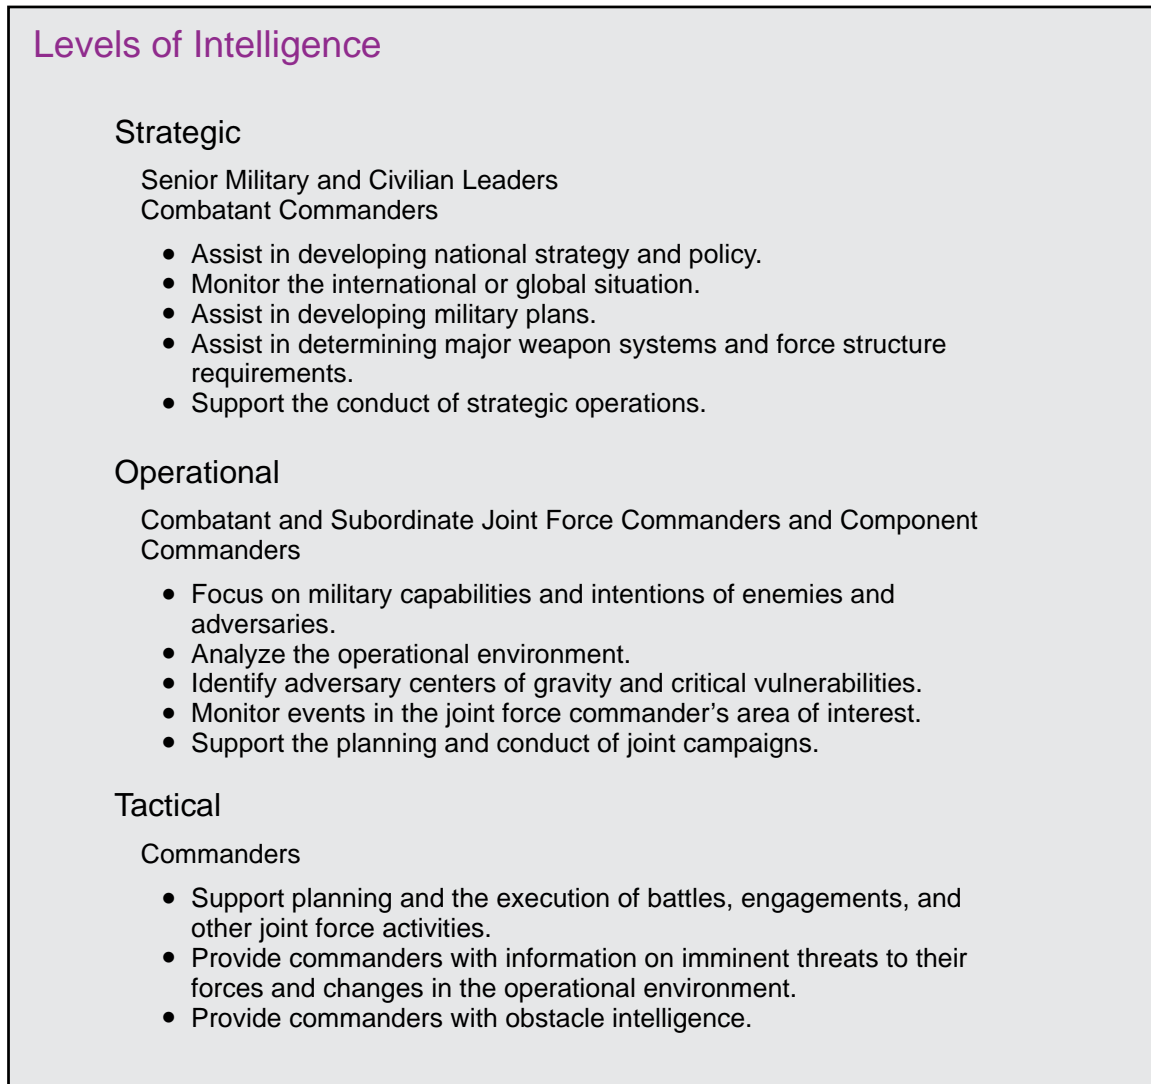 Levels of Intelligence
Strategic
Senior Military and Civilian Leaders
Combatant Commanders
• Assist in developing national strategy and policy.
• Monitor the international or global situation.
• Assist in developing military plans.
• Assist in determining major weapon systems and force structure
requirements.
• Support the conduct of strategic operations.
Operational
Combatant and Subordinate Joint Force Commanders and Component
Commanders
• Focus on military capabilities and intentions of enemies and
adversaries.
• Analyze the operational environment.
• Identify adversary centers of gravity and critical vulnerabilities.
• Monitor events in the joint force commander’s area of interest.
• Support the planning and conduct of joint campaigns.
Tactical
Commanders
• Support planning and the execution of battles, engagements, and
other joint force activities.
• Provide commanders with information on imminent threats to their
forces and changes in the operational environment.
• Provide commanders with obstacle intelligence.